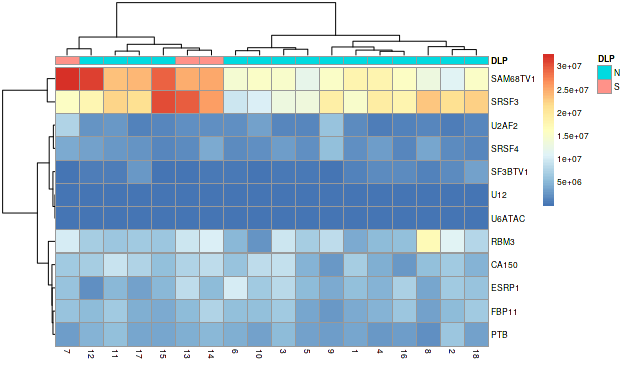 DLP
SAM68TV1
SRSF3
U2AF2
SRSF4
SF3BTV1
U12
U6ATAC
RBM3
CA150
ESRP1
FBP11
PTB
7 12 11 17 15 13 14 6 10 3 5 9 1 4 16 8 2 18
3e+07
2.5e+07
2e+07
1.5e+07
1e+07
5e+06
DLP
N
S